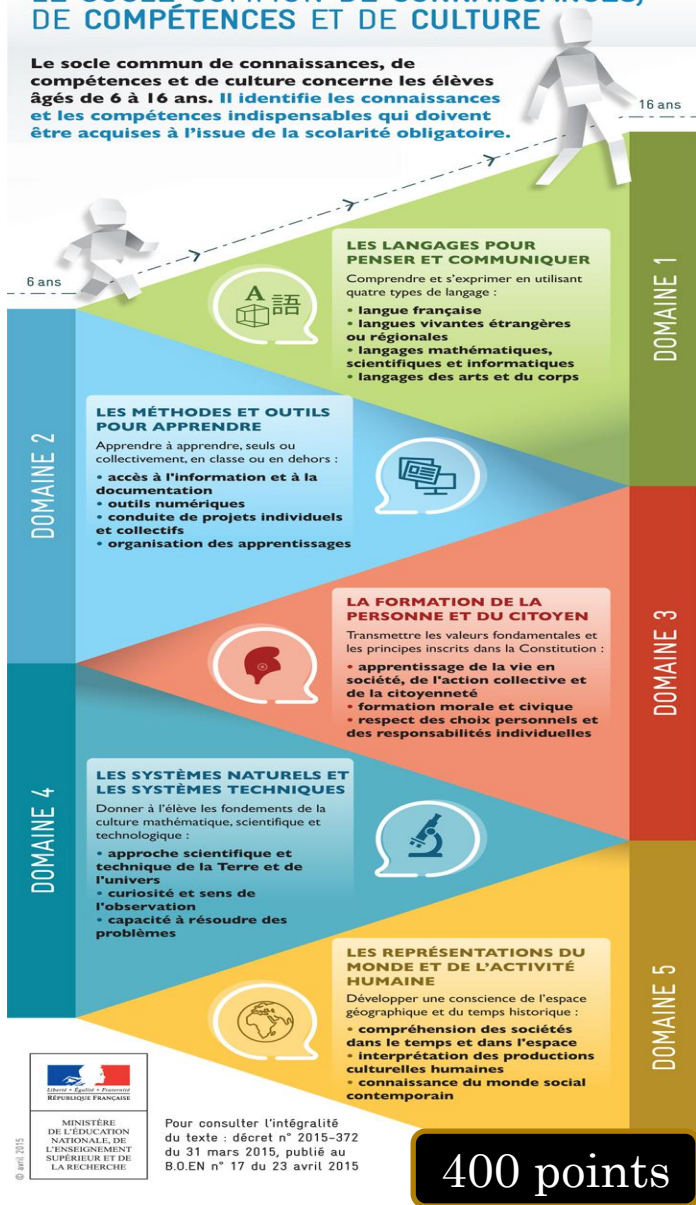 LE SOCLE COMMUN DE CONNAISSANCES,
DE COMPÉTENCES ET DE CULTURE
Le socle commun de connaissances, de
compétences et de culture concerne les élèves
âgés de 6 à 16 ans. Il identifie les connaissances
et les compétences indispensables qui doivent
être acquises à l'issue de la scolarité obligatoire.
16 ans
6 ans
DOMAINE 1
LES LANGAGES POUR
PENSER ET COMMUNIQUER
Comprendre et s'exprimer en utilisant
quatre types de langage :
• langue française
• langues vivantes étrangères
ou régionales
• langages mathématiques,
scientifiques et informatiques
• langages des arts et du corps
A 語
DOMAINE 2
LES MÉTHODES ET OUTILS
POUR APPRENDRE
Apprendre à apprendre, seuls ou
collectivement, en classe ou en dehors :
• accès à l'information et à la
documentation
• outils numériques
• conduite de projets individuels
et collectifs
• organisation des apprentissages
DOMAINE 3
LA FORMATION DE LA
PERSONNE ET DU CITOYEN
Transmettre les valeurs fondamentales et
les principes inscrits dans la Constitution :
• apprentissage de la vie en
société, de l'action collective et
de la citoyenneté
• formation morale et civique
• respect des choix personnels et
des responsabilités individuelles
DOMAINE 4
LES SYSTÈMES NATURELS ET
LES SYSTÈMES TECHNIQUES
Donner à l'élève les fondements de la
culture mathématique, scientifique et
technologique :
• approche scientifique et
technique de la Terre et de
l'univers
• curiosité et sens de
l'observation
• capacité à résoudre des
problèmes
DOMAINE 5
LES REPRÉSENTATIONS DU
MONDE ET DE L'ACTIVITÉ
HUMAINE
Développer une conscience de l'espace
géographique et du temps historique :
• compréhension des sociétés
dans le temps et dans l'espace
• interprétation des productions
culturelles humaines
• connaissance du monde social
contemporain
Liberté • Égalité • Fraternité
RÉPUBLIQUE FRANÇAISE
MINISTÈRE
DE L'ÉDUCATION
NATIONALE, DE
L'ENSEIGNEMENT
SUPÉRIEUR ET DE
LA RECHERCHE
© avril 2015
Pour consulter l'intégralité
du texte : décret n° 2015-372
du 31 mars 2015, publié au
B.O.EN n° 17 du 23 avril 2015
400 points